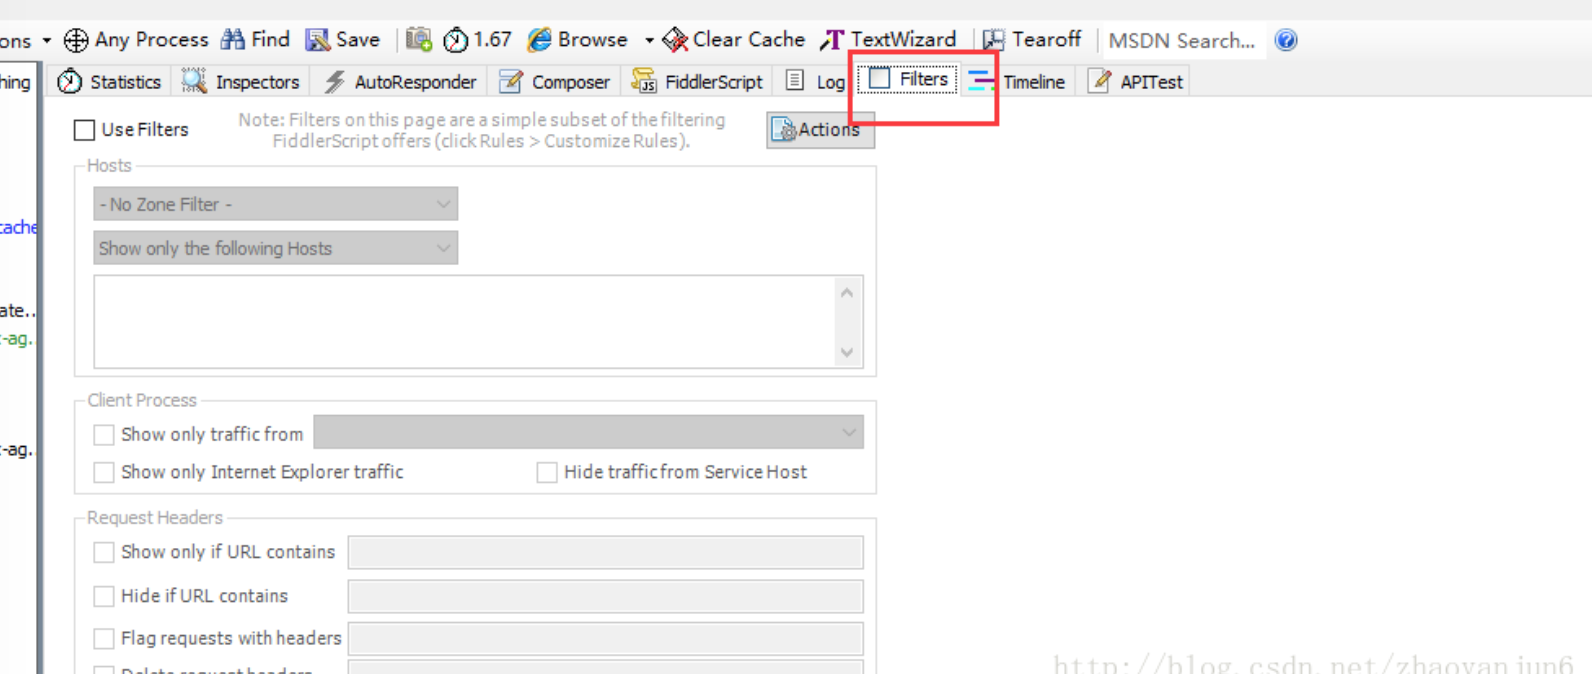 ons Any Process Find Save 1.67 Browse Clear Cache TextWizard Tearoff MSDN Search...
hing Statistics Inspectors AutoResponder Composer FiddlerScript Log Filters Timeline APITest
Use Filters
Note: Filters on this page are a simple subset of the filtering
FiddlerScript offers (click Rules > Customize Rules).
Actions
Hosts
- No Zone Filter -
cache
Show only the following Hosts
ate..
-ag.
Client Process
Show only traffic from
-ag.
Show only Internet Explorer traffic Hide traffic from Service Host
Request Headers
Show only if URL contains
Hide if URL contains
Flag requests with headers
Delete request headers
http://blog.csdn.net/zhaoyanjun6